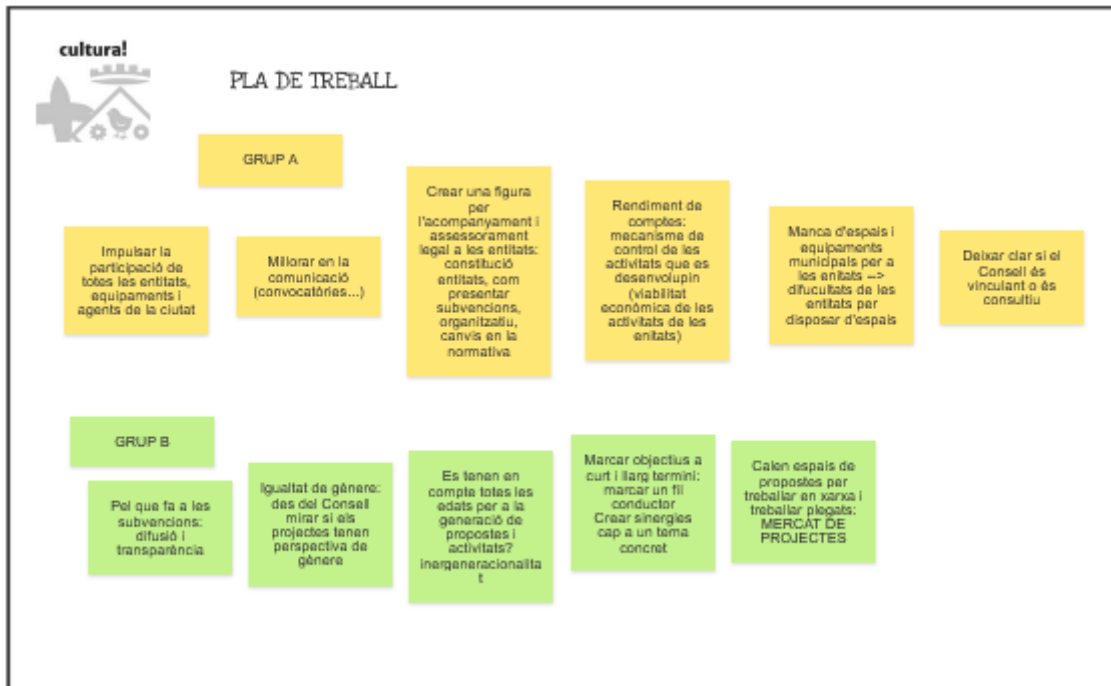 cultura!
PLA DE TREBALL
GRUP A
Impulsar la
participació de
totes les entitats,
equipaments i
agents de la ciutat
Millorar en la
comunicació
(convocatòries...)
Crear una figura
per
l'acompanyament i
assessorament
legal a les entitats:
constitució
entitats, com
presentar
subvencions,
organitzatiu,
canvis en la
normativa
Rendiment de
comptes:
mecanisme de
control de les
activitats que es
desenvolupin
(viabilitat
econòmica de les
activitats de les
enitats)
Manca d'espais i
equipaments
municipals per a
les enitats -->
difucultats de les
entitats per
disposar d'espais
Deixar clar si el
Consell és
vinculant o és
consultiu
GRUP B
Pel que fa a les
subvencions:
difusió i
transparència
Igualtat de gènere:
des del Consell
mirar si els
projectes tenen
perspectiva de
gènere
Es tenen en
compte totes les
edats per a la
generació de
propostes i
activitats?
inergeneracionalita
t
Marcar objectius a
curt i llarg termini:
marcar un fil
conductor
Crear sinergies
cap a un tema
concret
Calen espais de
propostes per
treballar en xarxa i
treballar plegats:
MERCAT DE
PROJECTES